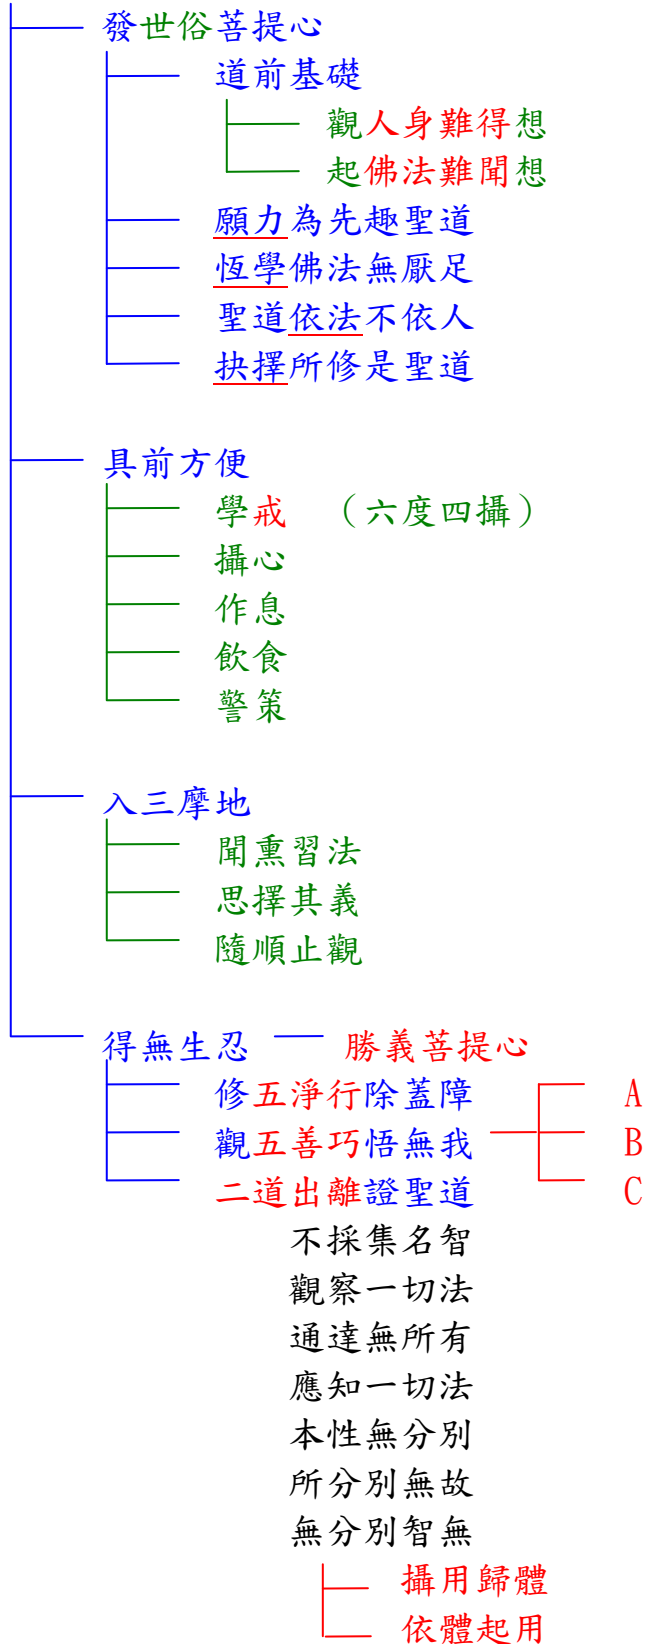 發世俗菩提心
道前基礎
觀人身難得想
起佛法難聞想
願力為先趣聖道
恆學佛法無厭足
聖道依法不依人
抉擇所修是聖道
具前方便
學戒 （六度四攝）
攝心
作息
飲食
警策
入三摩地
聞熏習法
思擇其義
隨順止觀
得無生忍 勝義菩提心
修五淨行除蓋障 A
觀五善巧悟無我 B
二道出離證聖道 C
不採集名智
觀察一切法
通達無所有
應知一切法
本性無分別
所分別無故
無分別智無
攝用歸體
依體起用